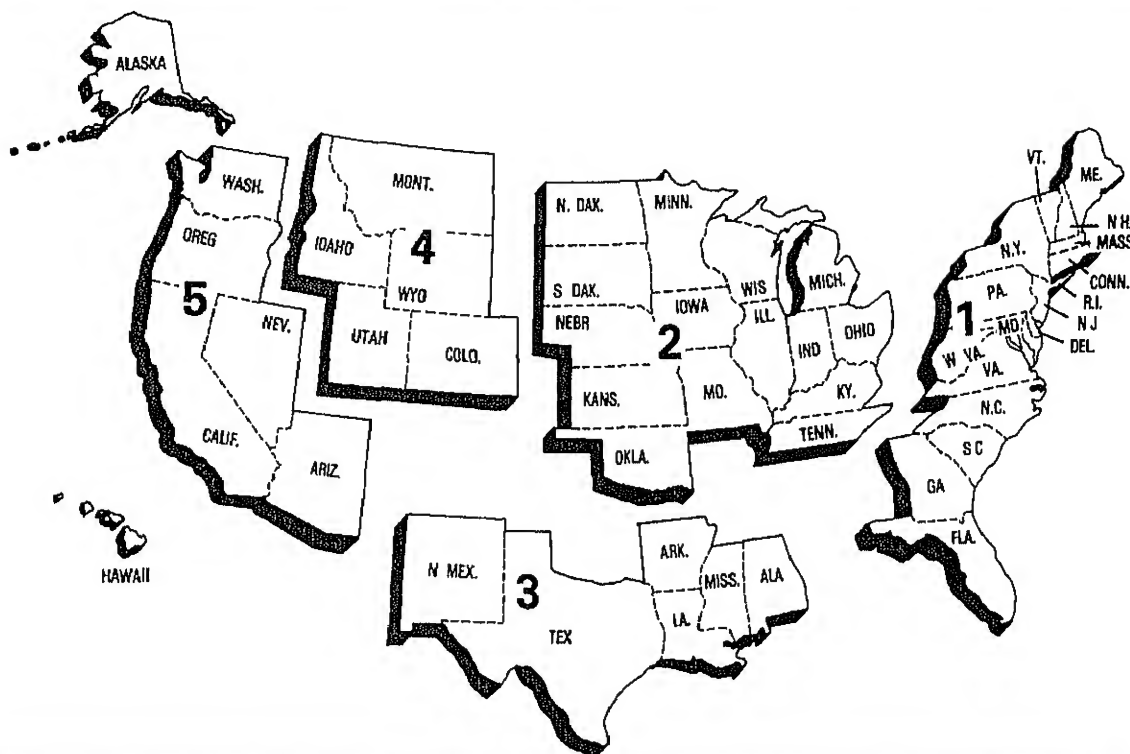 ALASKA
WASH.
OREG
5
NEV.
CALIF.
ARIZ.
HAWAII
MONT.
IDAHO
4
WYO
UTAH
COLO.
N. DAK.
MINN.
S DAK.
WIS
MICH.
NEBR
IOWA
2
ILL.
IND
OHIO
KANS.
MO.
KY.
TENN.
OKLA.
N MEX.
3
TEX
ARK.
LA.
MISS.
ALA
VT.
ME.
N H.
MASS
N.Y.
CONN.
PA.
R.I.
1
N J
MD.
DEL.
W VA.
VA.
N.C.
S C
GA
FLA.